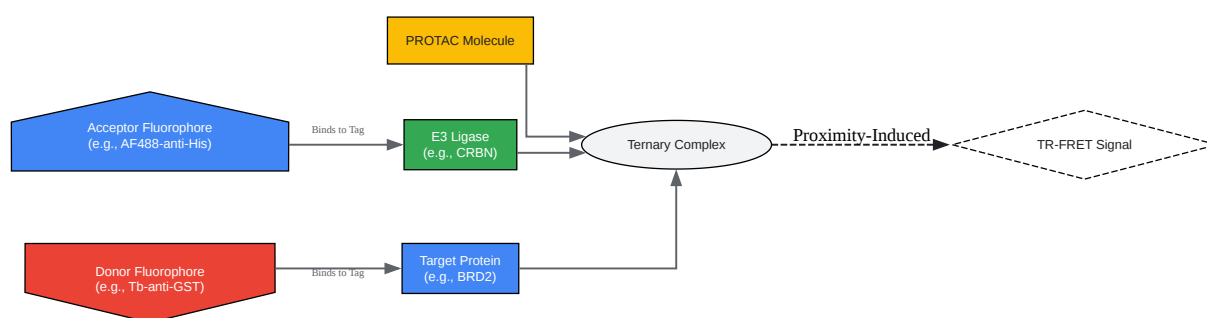 PROTAC Molecule
Acceptor Fluorophore
(e.g., AF488-anti-His)
Binds to Tag
E3 Ligase
(e.g., CRBN)
Ternary Complex
Proximity-Induced
TR-FRET Signal
Donor Fluorophore
(e.g., Tb-anti-GST)
Binds to Tag
Target Protein
(e.g., BRD2)